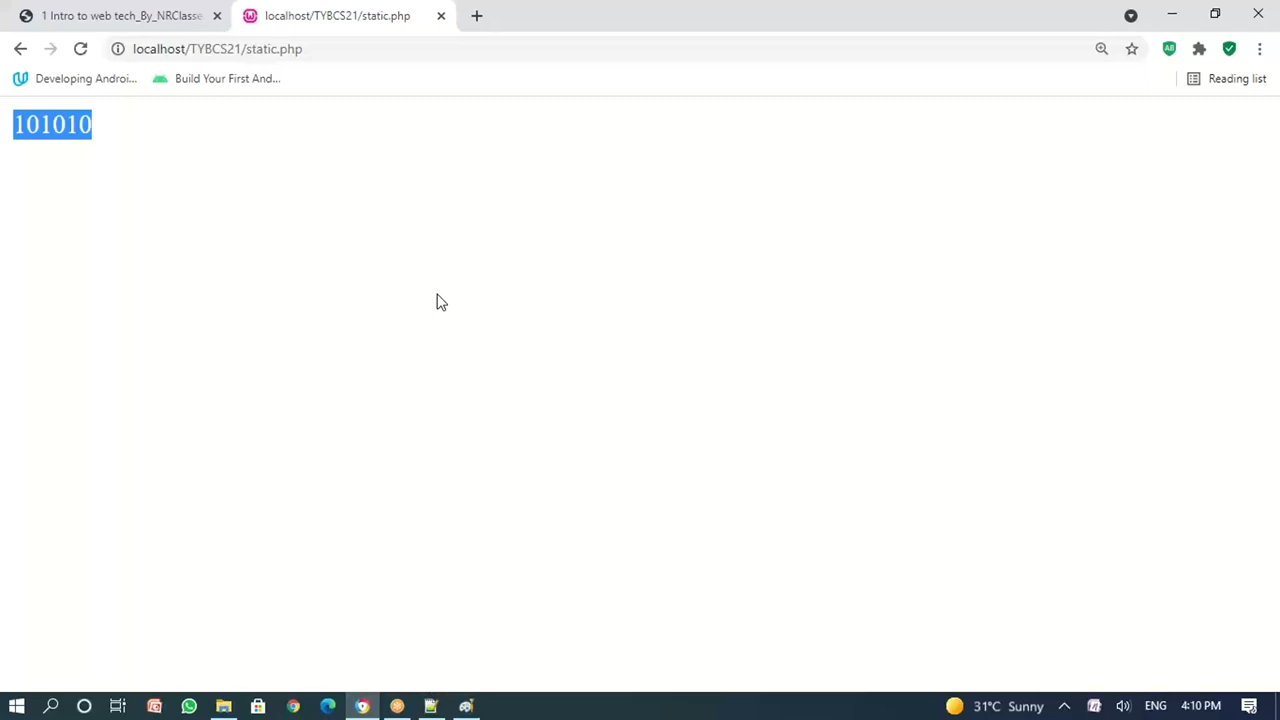 1 Intro to web tech_By_NRClasse
localhost/TYBCS21/static.php
localhost/TYBCS21/static.php
AB
Developing Androi...
Build Your First And...
Reading list
101010
31°C Sunny
ENG
4:10 PM